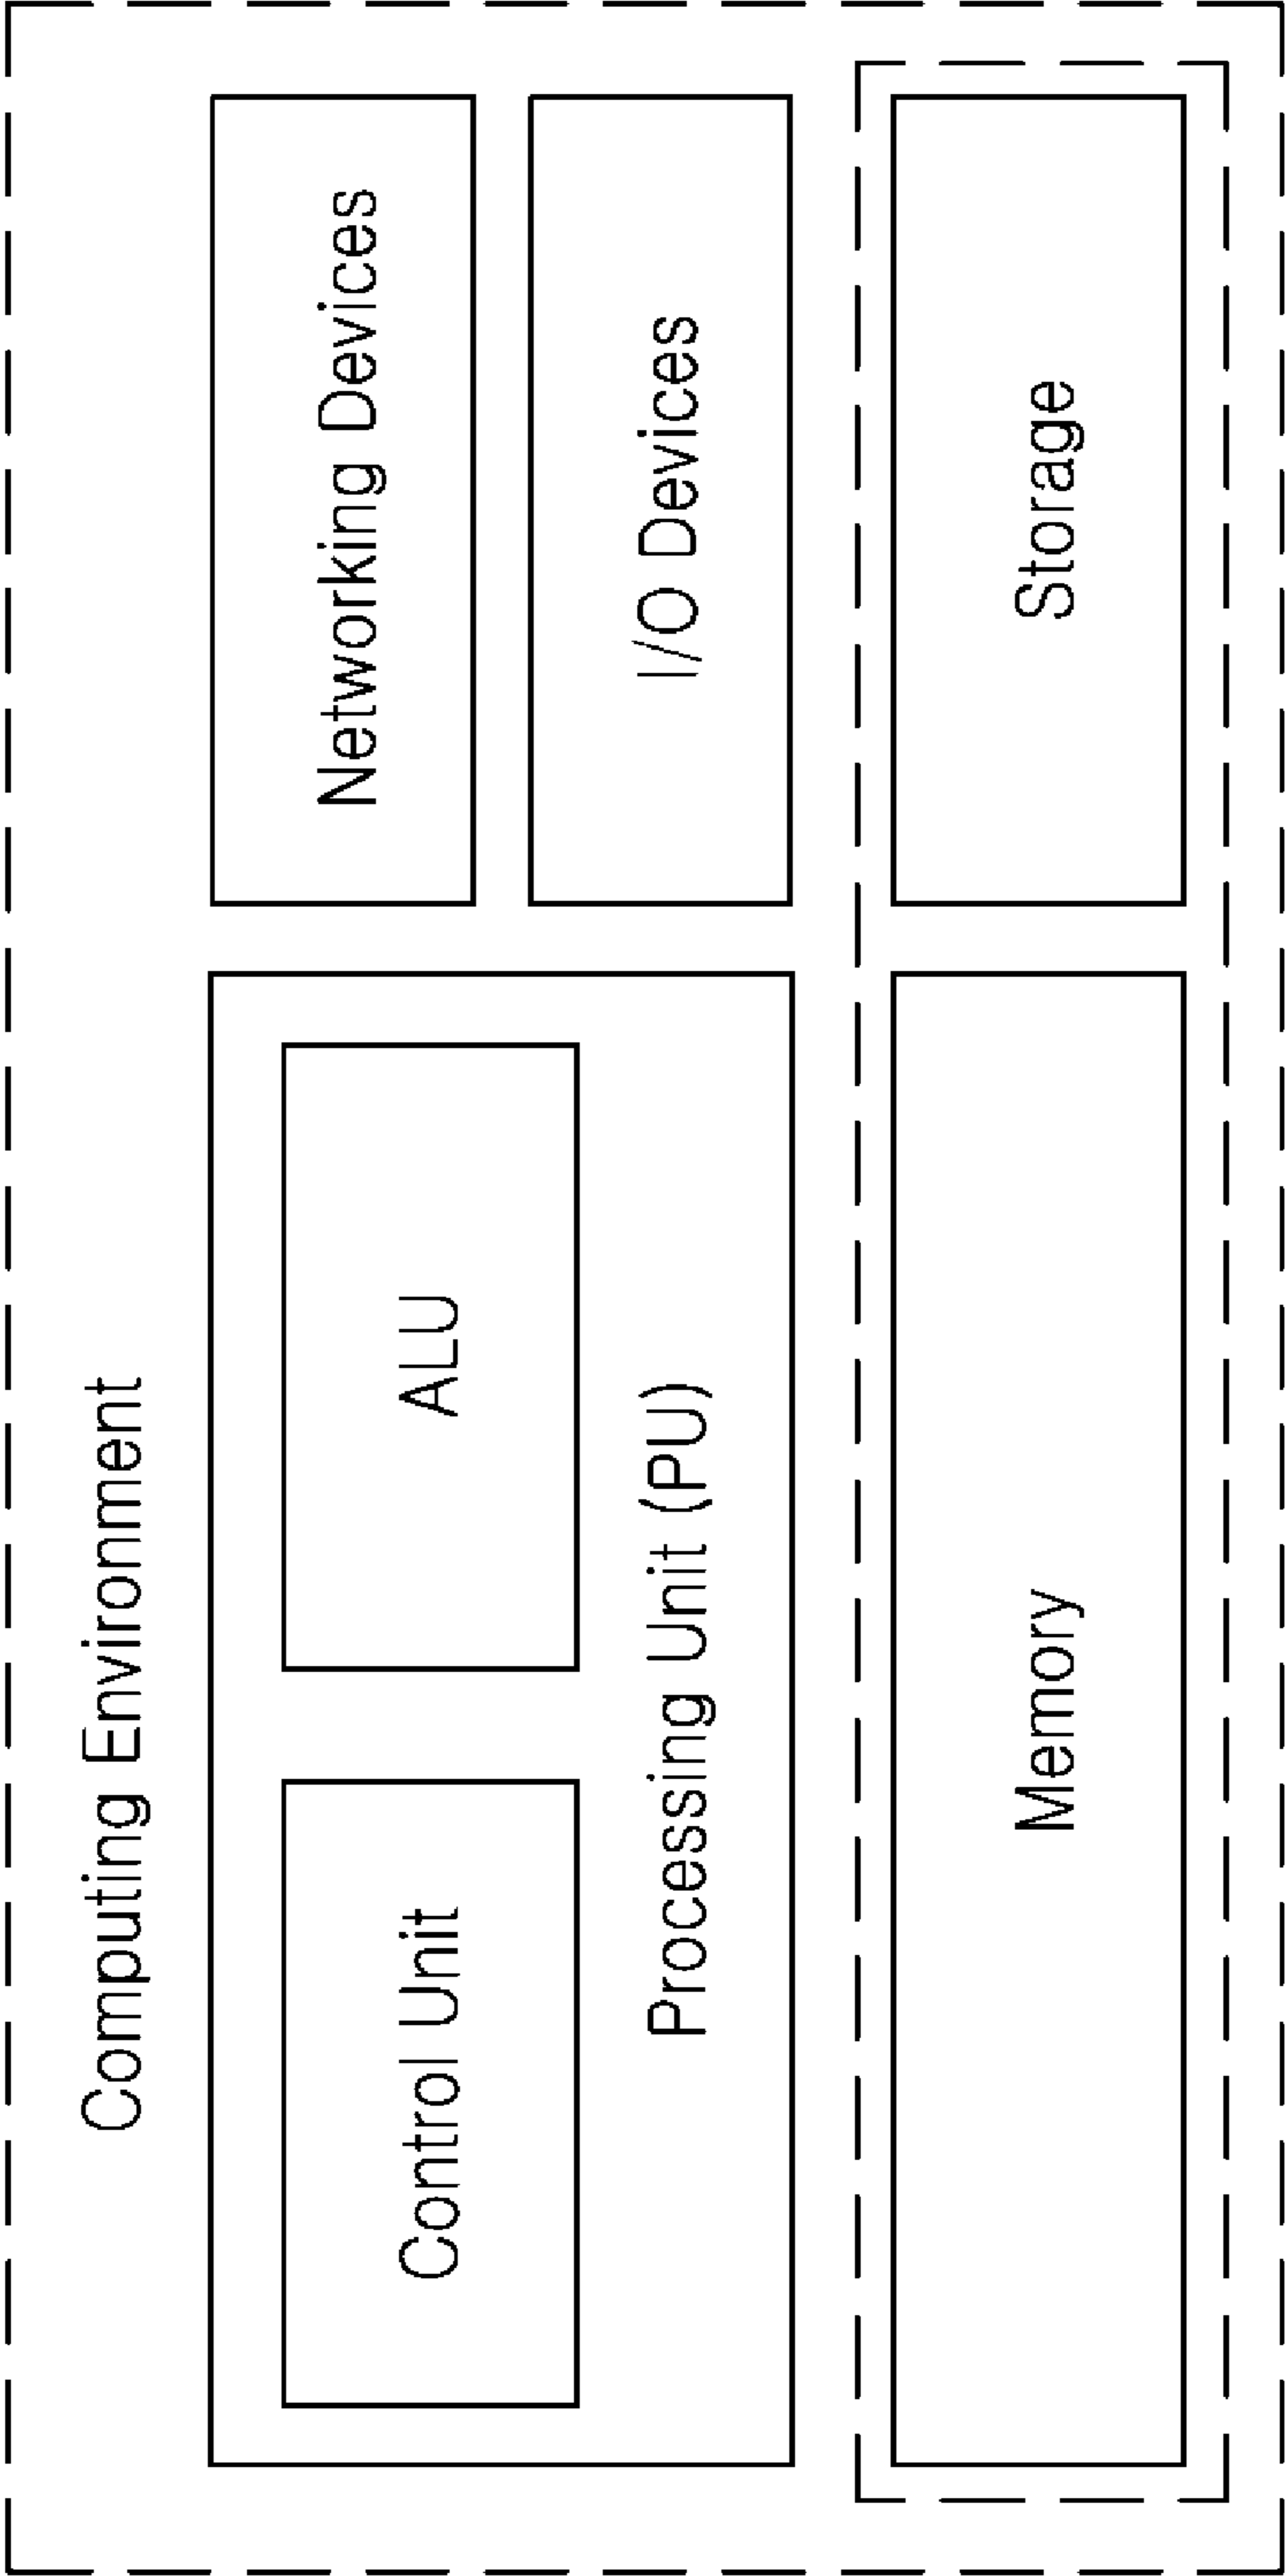 Computing Environment
Control Unit
ALU
Processing Unit (PU)
Networking Devices
I/O Devices
Memory
Storage